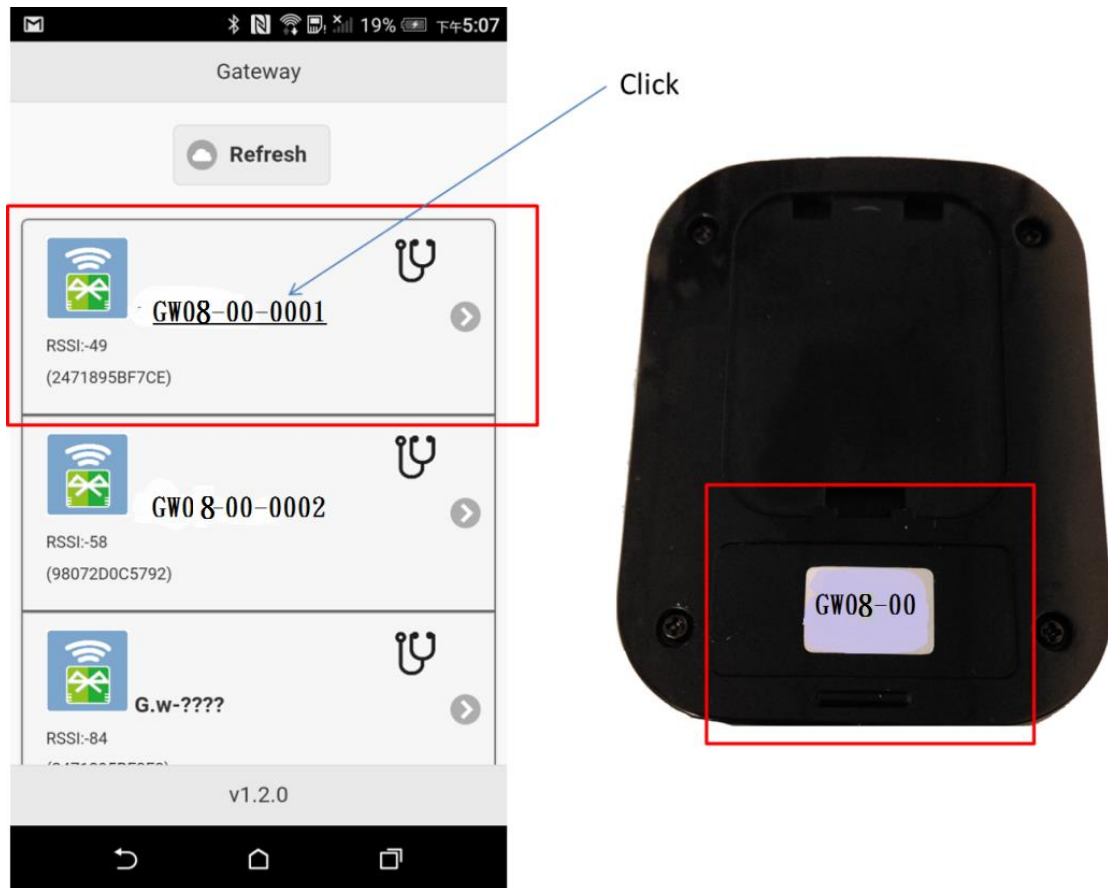 19% 下午5:07
Gateway
Click
Refresh
GW08-00-0001
RSSI:-49
(2471895BF7CE)
GW08-00-0002
RSSI:-58
(98072D0C5792)
GW08-00
G.w-????
RSSI:-84
v1.2.0